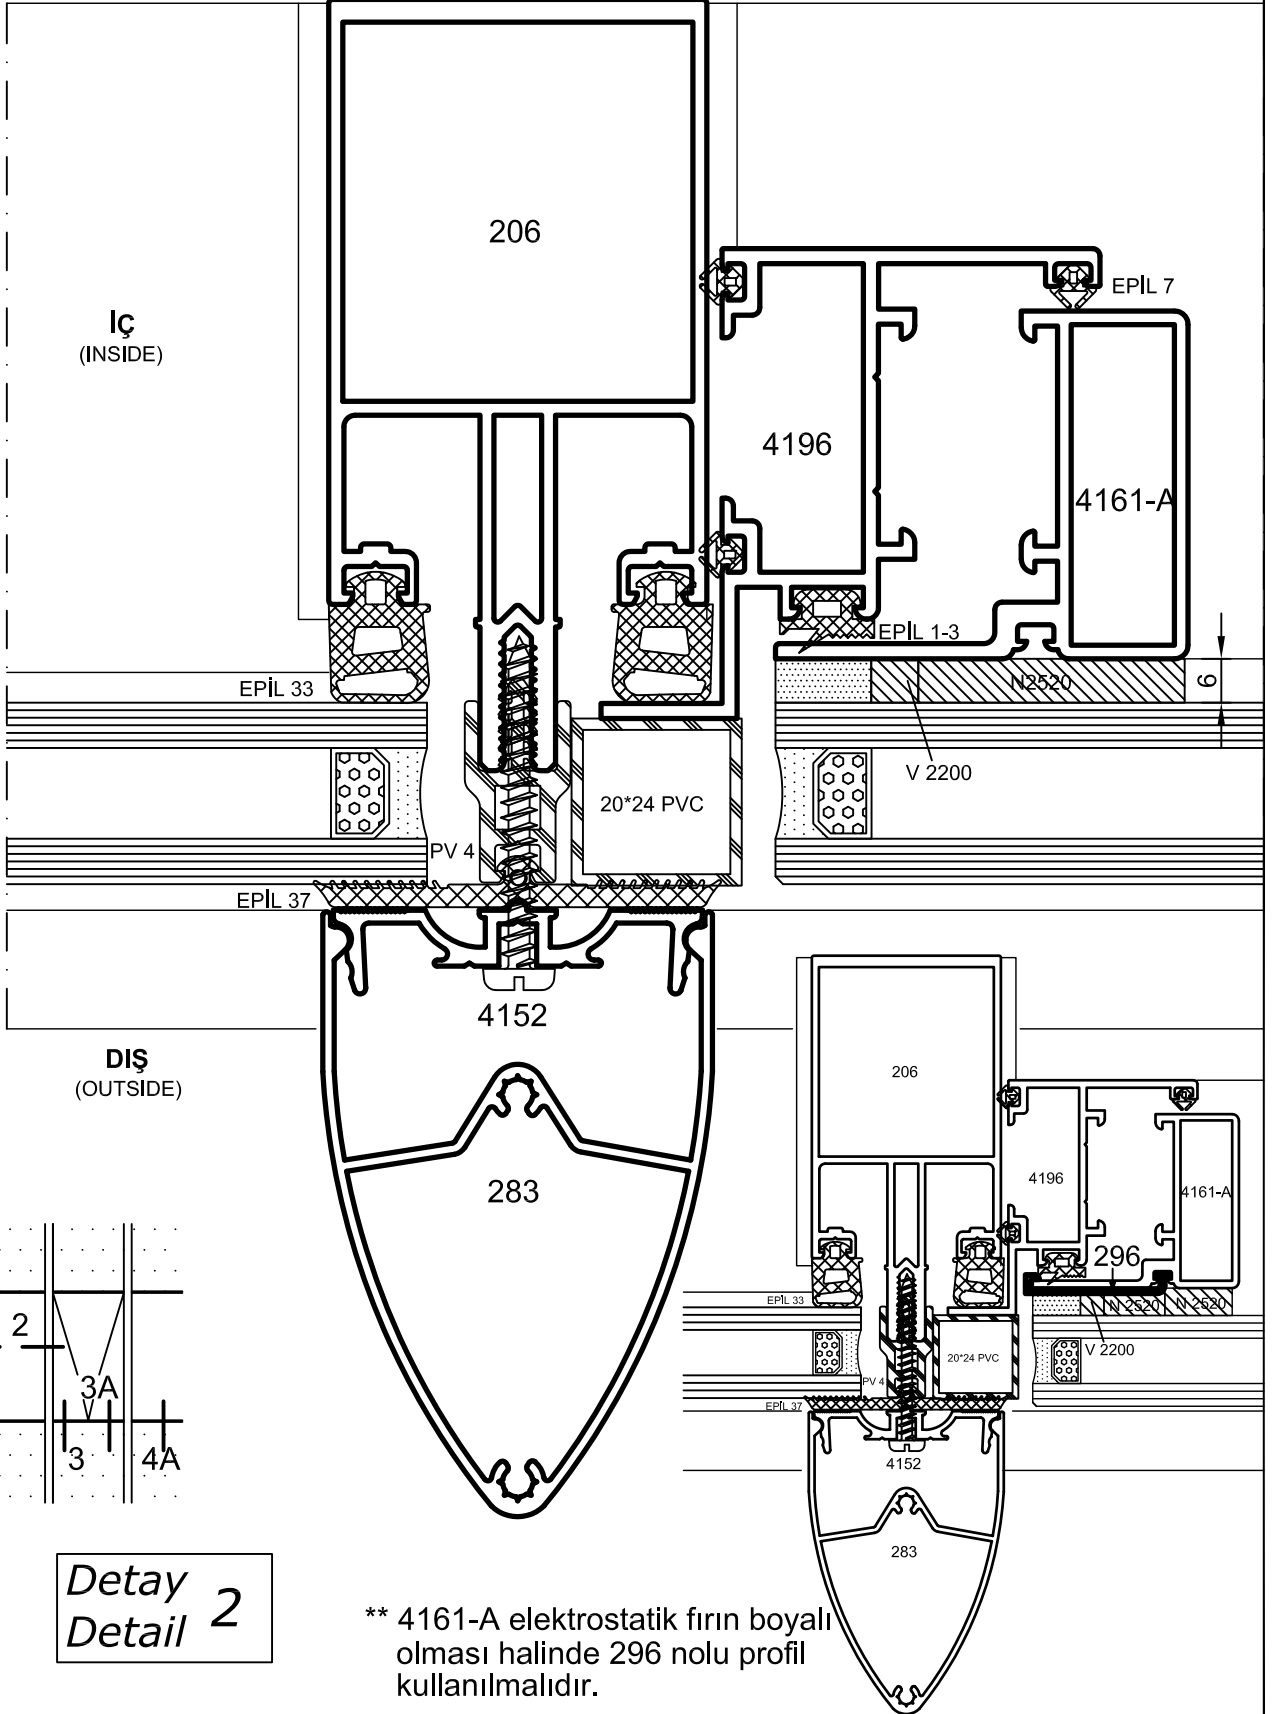 206
EPİL 7
İÇ
(INSIDE)
4196
4161-A
EPİL 1-3
EPİL 33
N2520
6
V 2200
20*24 PVC
PV 4
EPİL 37
4152
DIŞ
(OUTSIDE)
283
206
4196
4161-A
296
EPİL 33
N 2520
N 2520
V 2200
20*24 PVC
PV 4
EPİL 37
4152
283
2
3A
3
4A
Detay
Detail
2
** 4161-A elektrostatik fırın boyalı
olması halinde 296 nolu profil
kullanılmalıdır.